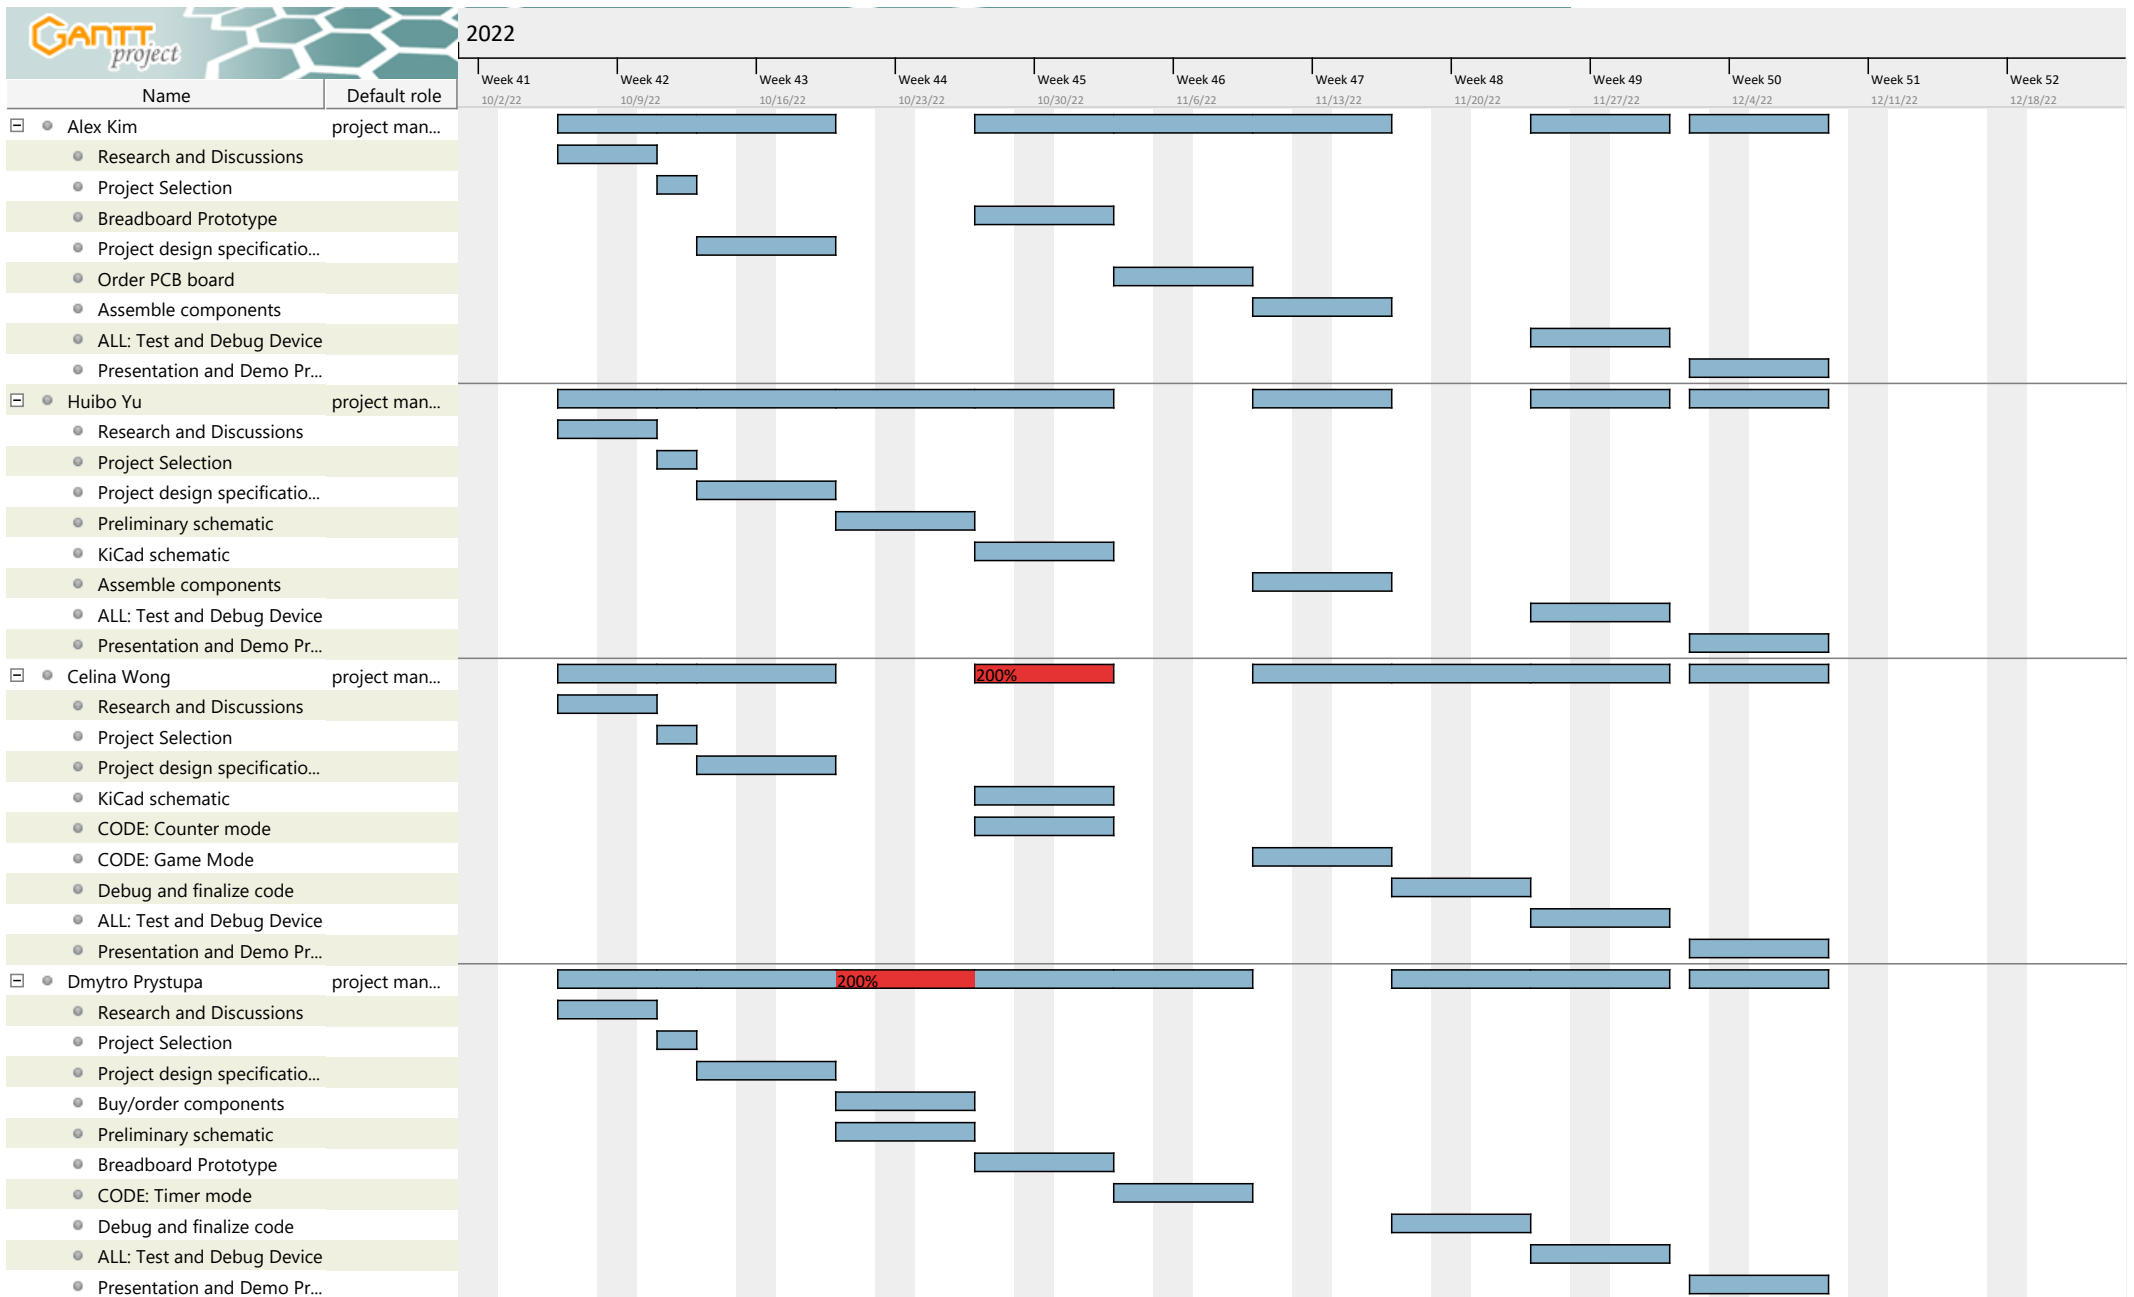 GANTT
project
2022
Week 41 Week 42 Week 43 Week 44 Week 45 Week 46 Week 47 Week 48 Week 49 Week 50 Week 51 Week 52
Name Default role 10/2/22 10/9/22 10/16/22 10/23/22 10/30/22 11/6/22 11/13/22 11/20/22 11/27/22 12/4/22 12/11/22 12/18/22
Alex Kim project man...
Research and Discussions
Project Selection
Breadboard Prototype
Project design specificatio...
Order PCB board
Assemble components
ALL: Test and Debug Device
Presentation and Demo Pr...
Huibo Yu project man...
Research and Discussions
Project Selection
Project design specificatio...
Preliminary schematic
KiCad schematic
Assemble components
ALL: Test and Debug Device
Presentation and Demo Pr...
Celina Wong project man... 200%
Research and Discussions
Project Selection
Project design specificatio...
KiCad schematic
CODE: Counter mode
CODE: Game Mode
Debug and finalize code
ALL: Test and Debug Device
Presentation and Demo Pr...
Dmytro Prystupa project man... 200%
Research and Discussions
Project Selection
Project design specificatio...
Buy/order components
Preliminary schematic
Breadboard Prototype
CODE: Timer mode
Debug and finalize code
ALL: Test and Debug Device
Presentation and Demo Pr...